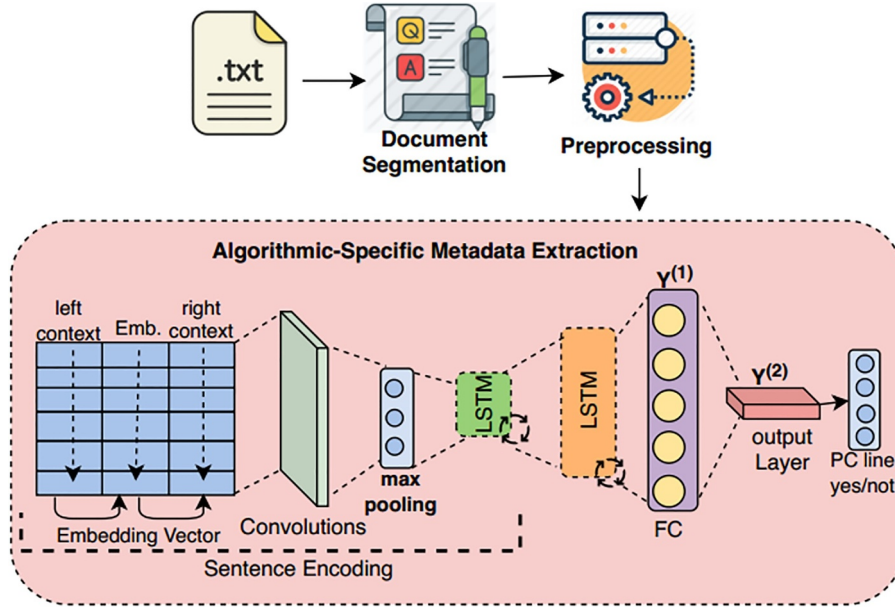 .txt
Q
A
Document
Segmentation
Preprocessing
Algorithmic-Specific Metadata Extraction
left
context
Emb.
right
context
Embedding Vector
Convolutions
max
pooling
Sentence Encoding
LSTM
LSTM
Y(1)
FC
Y(2)
output
Layer
PC line
yes/not